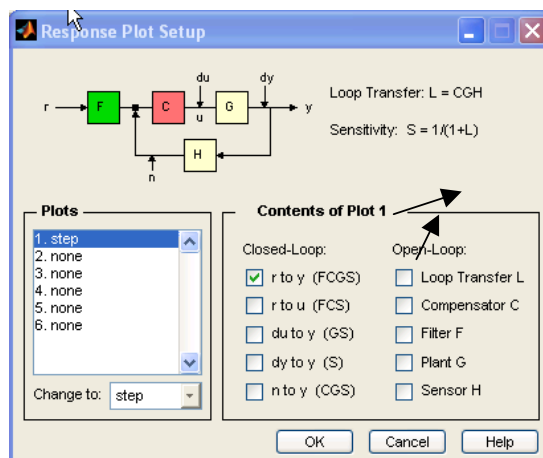 Response Plot Setup
du
dy
r
F
C
u
G
y
H
n
Loop Transfer: L = CGH
Sensitivity: S = 1/(1+L)
Plots
1. step
2. none
3. none
4. none
5. none
6. none
Change to: step
Contents of Plot 1
Closed-Loop:
r to y (FCGS)
r to u (FCS)
du to y (GS)
dy to y (S)
n to y (CGS)
Open-Loop:
Loop Transfer L
Compensator C
Filter F
Plant G
Sensor H
OK
Cancel
Help